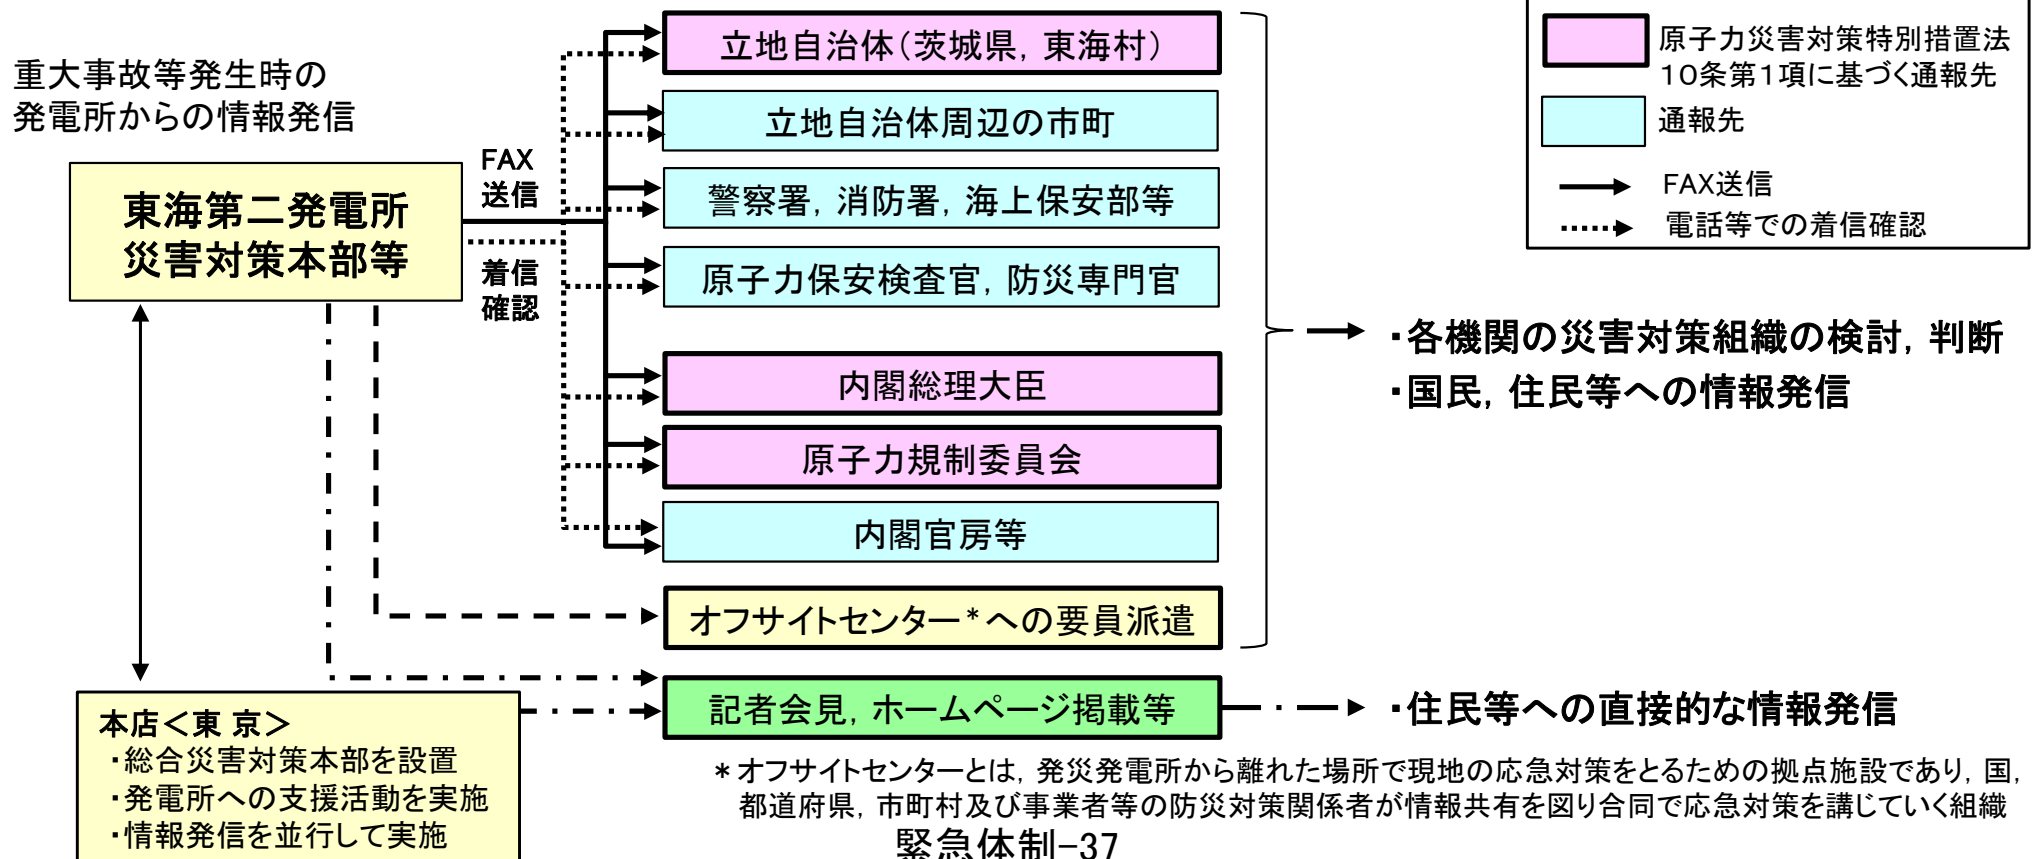 重大事故等発生時の
発電所からの情報発信
東海第二発電所
災害対策本部等
FAX
送信
着信
確認
立地自治体(茨城県，東海村)
立地自治体周辺の市町
警察署，消防署，海上保安部等
原子力保安検査官，防災専門官
内閣総理大臣
原子力規制委員会
内閣官房等
オフサイトセンター*への要員派遣
記者会見，ホームページ掲載等
原子力災害対策特別措置法
10条第1項に基づく通報先
通報先
FAX送信
電話等での着信確認
・各機関の災害対策組織の検討，判断
・国民，住民等への情報発信
・住民等への直接的な情報発信
本店＜東 京＞
・総合災害対策本部を設置
・発電所への支援活動を実施
・情報発信を並行して実施
*オフサイトセンターとは，発災発電所から離れた場所で現地の応急対策をとるための拠点施設であり，国，
都道府県，市町村及び事業者等の防災対策関係者が情報共有を図り合同で応急対策を講じていく組織
緊急体制-37